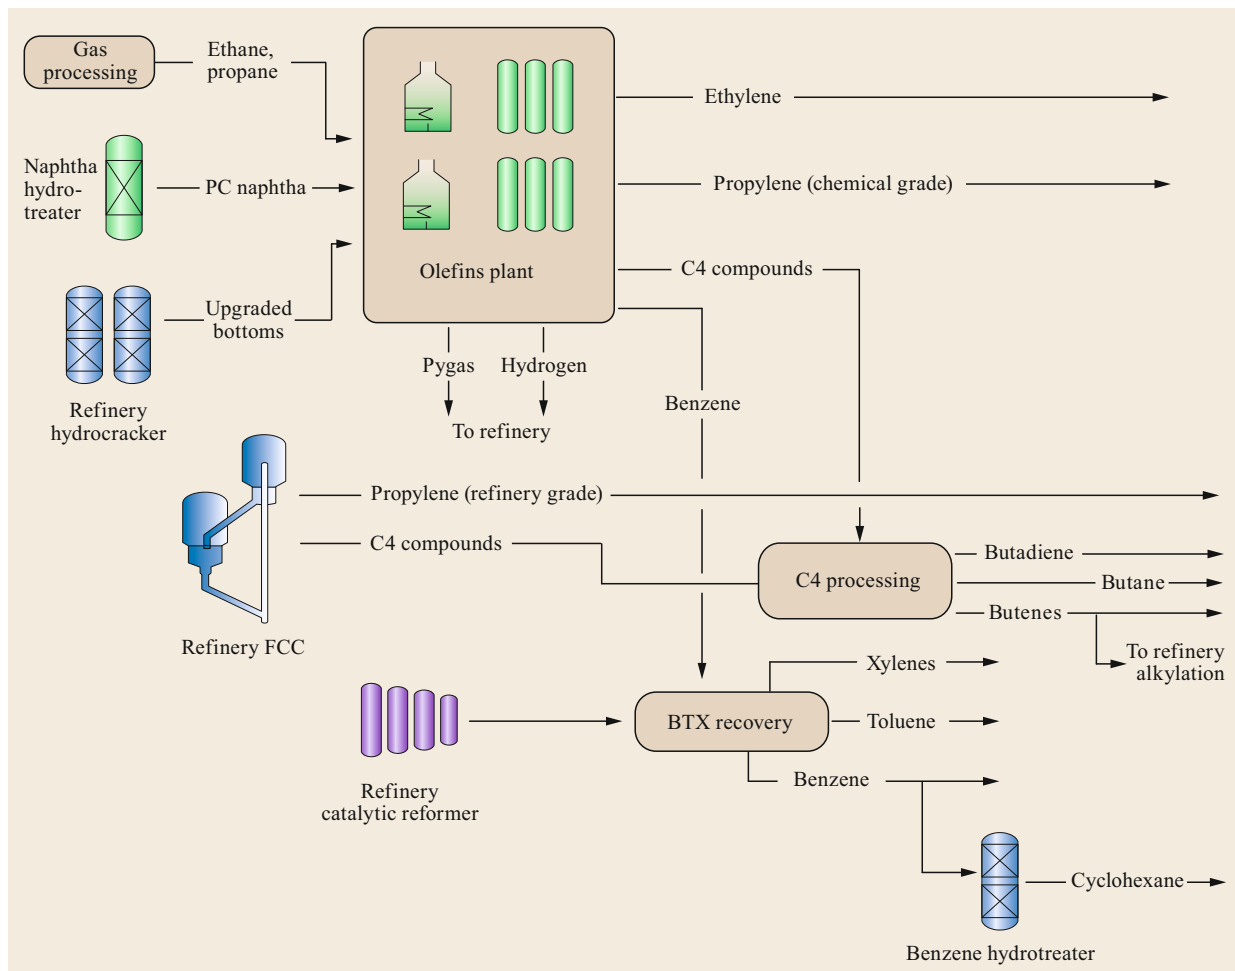 Gas
processing
Ethane,
propane
Ethylene
Naphtha
hydro-
treater
PC naphtha
Propylene (chemical grade)
Olefins plant
C4 compounds
Upgraded
bottoms
Pygas
Hydrogen
Refinery
hydrocracker
Benzene
To refinery
Propylene (refinery grade)
C4 compounds
C4 processing
Butadiene
Butane
Butenes
Refinery FCC
To refinery
alkylation
Xylenes
BTX recovery
Toluene
Refinery
catalytic reformer
Benzene
Cyclohexane
Benzene hydrotreater